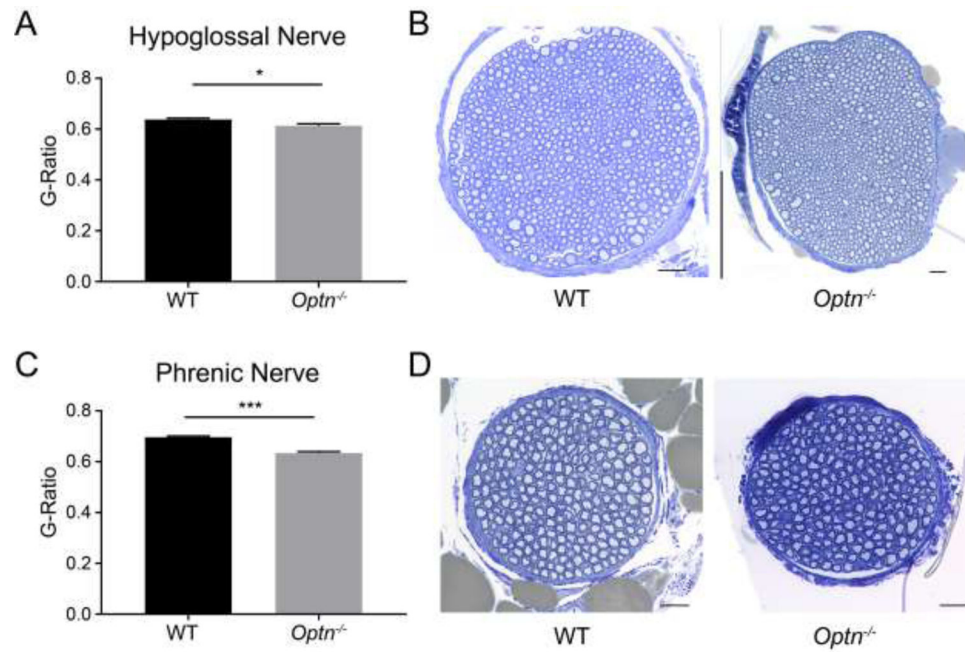 A
Hypoglossal Nerve
0.8
0.6
0.4
0.2
0.0
G-Ratio
*
WT
Optn-/-
B
WT
Optn-/-
C
Phrenic Nerve
0.8
0.6
0.4
0.2
0.0
G-Ratio
***
WT
Optn-/-
D
WT
Optn-/-